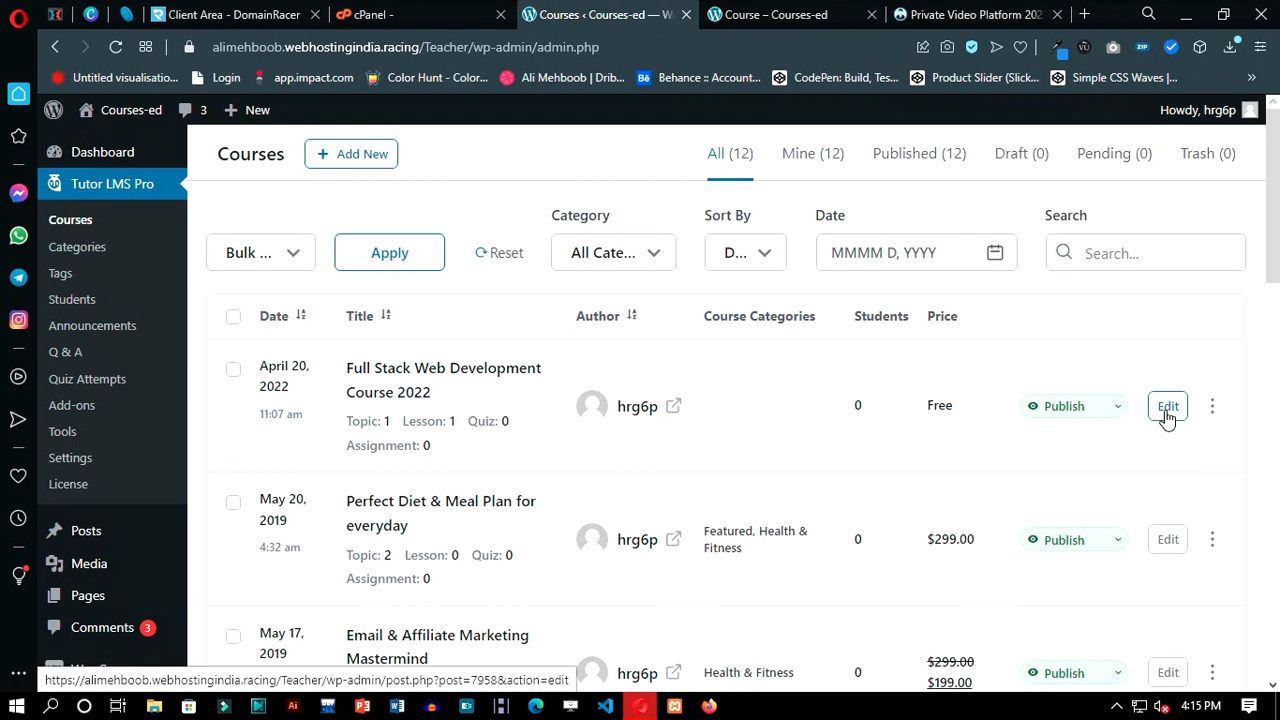 Client Area - DomainRacer
cPanel -
Courses ‹ Courses-ed — W
Course – Courses-ed
Private Video Platform 202
alimehboob.webhostingindia.racing/Teacher/wp-admin/admin.php
Untitled visualisatio...
Login
app.impact.com
Color Hunt - Color...
Ali Mehboob | Drib...
Behance :: Account...
CodePen: Build, Tes...
Product Slider (Slick...
Simple CSS Waves |...
Courses-ed
3
New
Howdy, hrg6p
Dashboard
Tutor LMS Pro
Courses
Categories
Tags
Students
Announcements
Q & A
Quiz Attempts
Add-ons
Tools
Settings
License
Posts
Media
Pages
Comments 3
Courses
+ Add New
All (12)
Mine (12)
Published (12)
Draft (0)
Pending (0)
Trash (0)
Category
Sort By
Date
Search
Bulk ...
Apply
Reset
All Cate...
D...
MMMM D, YYYY
Search...
Date
Title
Author
Course Categories
Students
Price
April 20,
2022
11:07 am
Full Stack Web Development
Course 2022
Topic: 1 Lesson: 1 Quiz: 0
Assignment: 0
hrg6p
0
Free
Publish
Edit
May 20,
2019
4:32 am
Perfect Diet & Meal Plan for
everyday
Topic: 2 Lesson: 0 Quiz: 0
Assignment: 0
hrg6p
Featured, Health &
Fitness
0
$299.00
Publish
Edit
May 17,
2019
Email & Affiliate Marketing
Mastermind
hrg6p
Health & Fitness
0
$299.00
$199.00
Publish
Edit
https://alimehboob.webhostingindia.racing/Teacher/wp-admin/post.php?post=7958&action=edit
4:15 PM